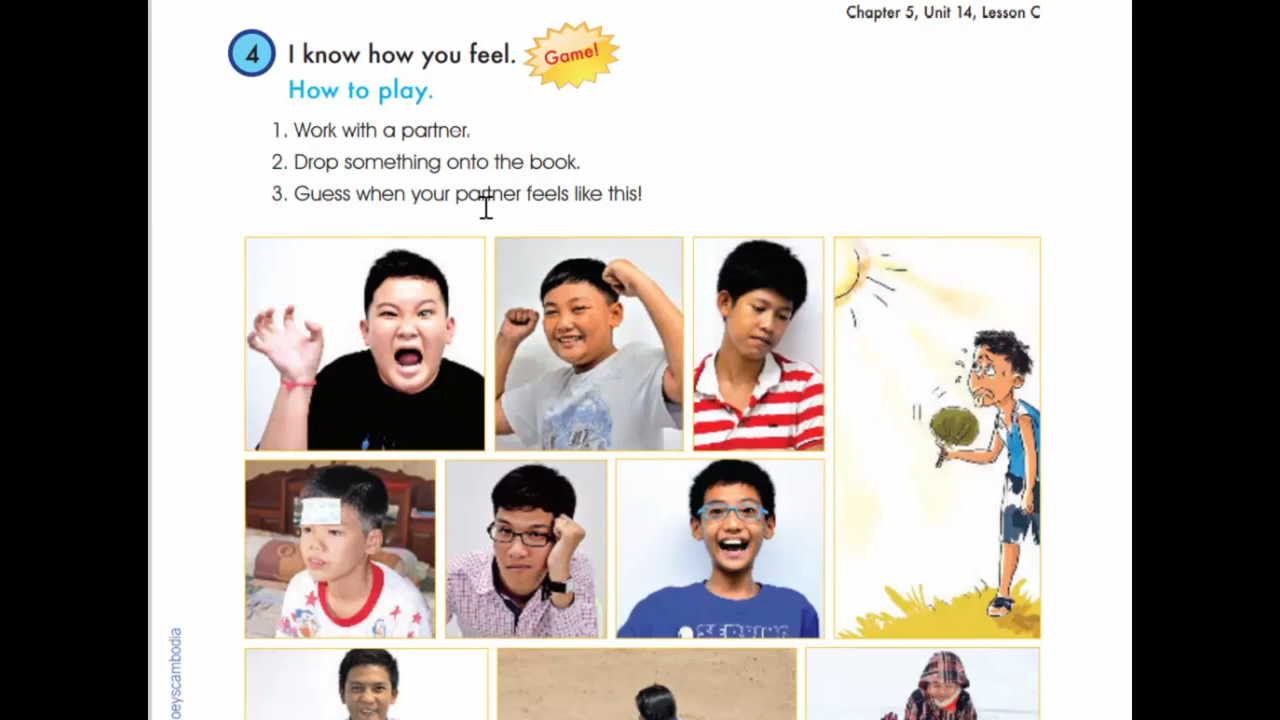 Chapter 5, Unit 14, Lesson C
4 I know how you feel. Game!
How to play.
1. Work with a partner.
2. Drop something onto the book.
3. Guess when your partner feels like this!
oeyscambodia